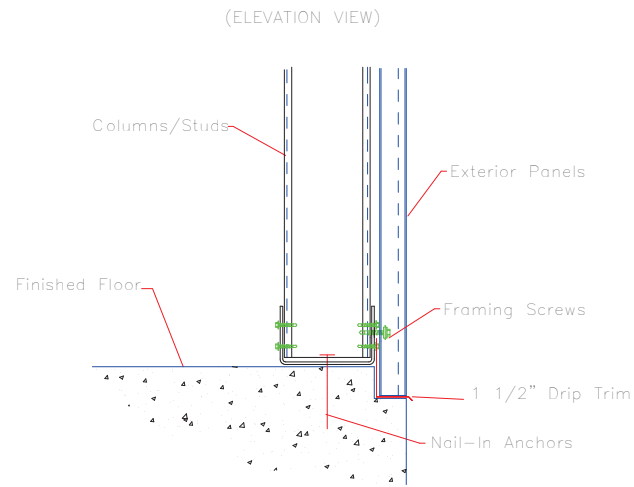 (ELEVATION VIEW)
Columns/Studs
Exterior Panels
Finished Floor
Framing Screws
1 1/2" Drip Trim
Nail-In Anchors